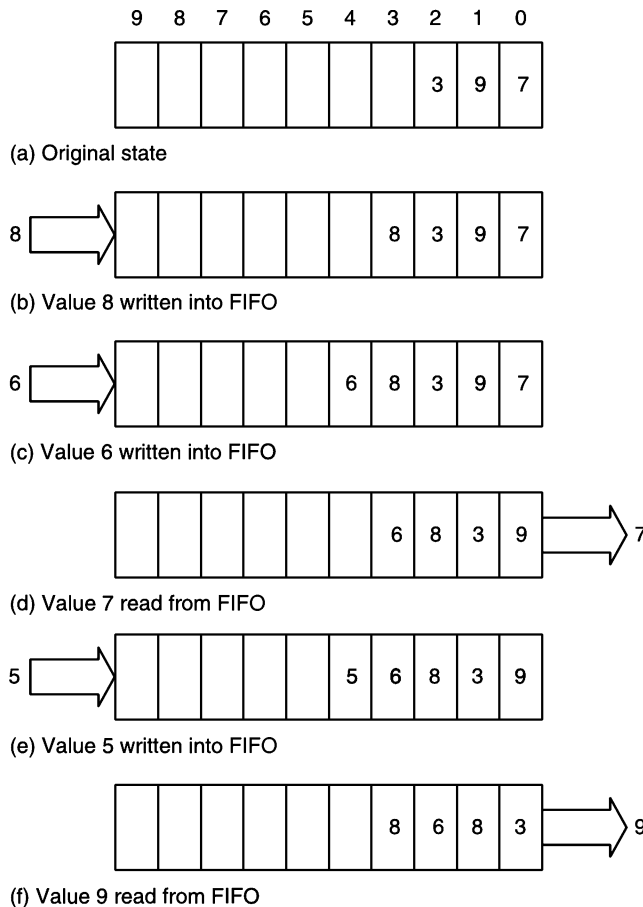 9 8 7 6 5 4 3 2 1 0
3 9 7
(a) Original state
8 8 3 9 7
(b) Value 8 written into FIFO
6 6 8 3 9 7
(c) Value 6 written into FIFO
6 8 3 9 7
(d) Value 7 read from FIFO
5 5 6 8 3 9
(e) Value 5 written into FIFO
8 6 8 3 9
(f) Value 9 read from FIFO